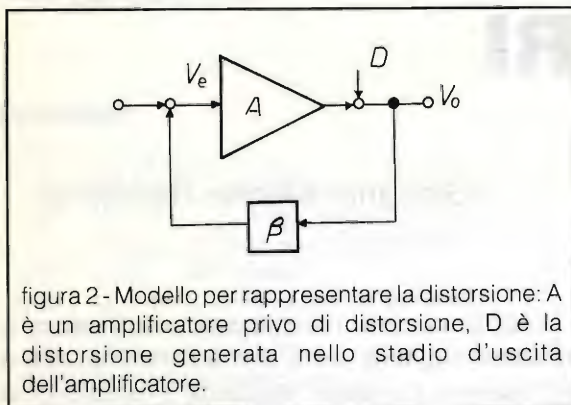 RI
D
Ve
A
Vo
β
figura 2 - Modello per rappresentare la distorsione: A
è un amplificatore privo di distorsione, D è la
distorsione generata nello stadio d'uscita
dell'amplificatore.